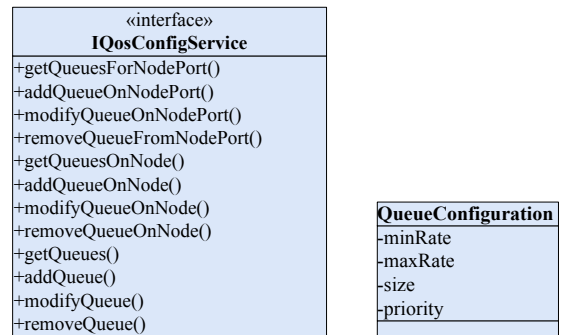 «interface»
IQosConfigService
+getQueuesForNodePort()
+addQueueOnNodePort()
+modifyQueueOnNodePort()
+removeQueueFromNodePort()
+getQueuesOnNode()
+addQueueOnNode()
+modifyQueueOnNode()
+removeQueueOnNode()
+getQueues()
+addQueue()
+modifyQueue()
+removeQueue()
QueueConfiguration
-minRate
-maxRate
-size
-priority